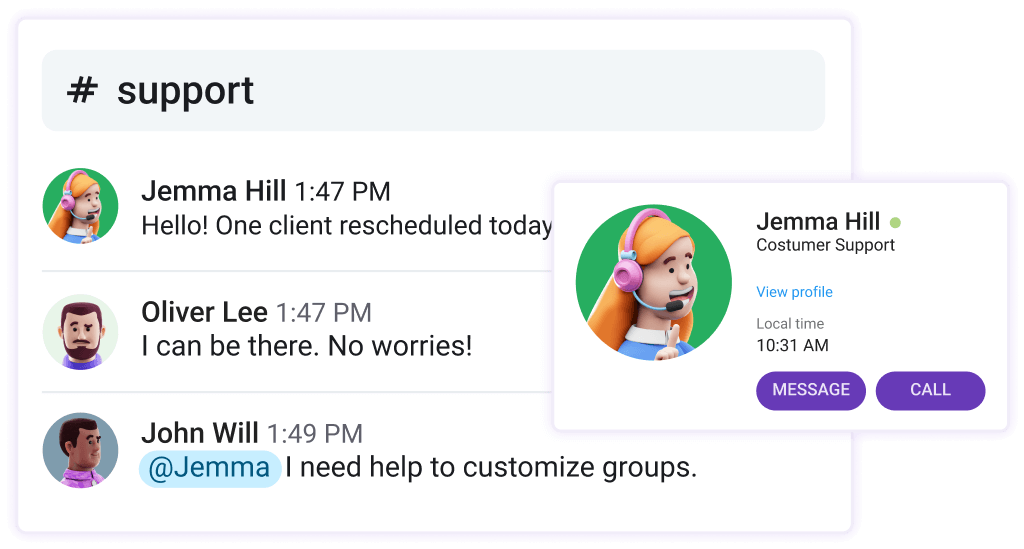 # support
Jemma Hill 1:47 PM
Hello! One client rescheduled today
Oliver Lee 1:47 PM
I can be there. No worries!
John Will 1:49 PM
@Jemma I need help to customize groups.
Jemma Hill
Costumer Support
View profile
Local time
10:31 AM
MESSAGE CALL